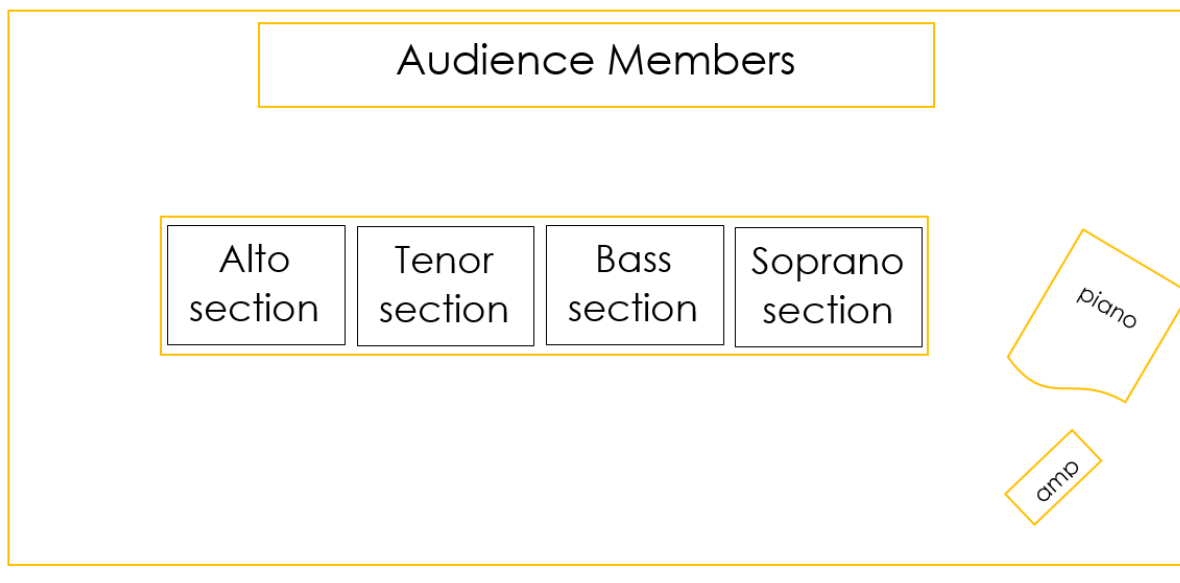 Audience Members
Alto
section
Tenor
section
Bass
section
Soprano
section
piano
amp